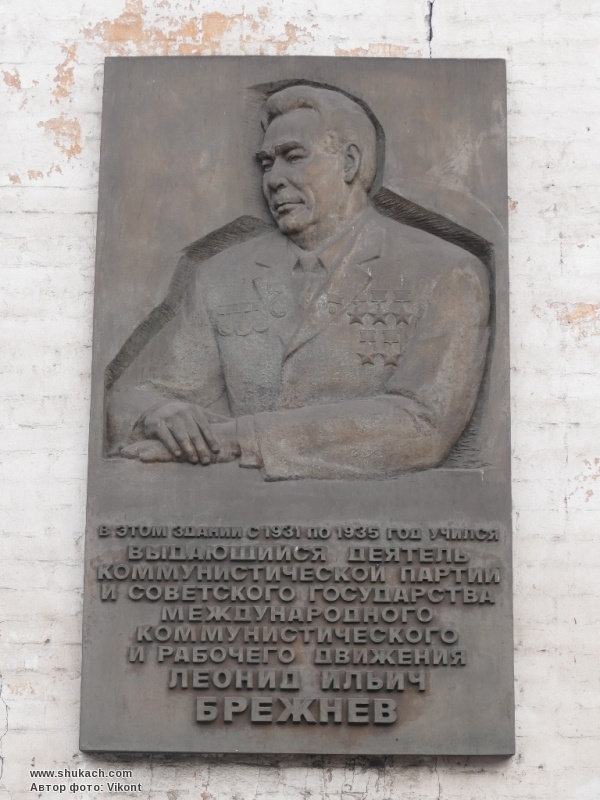 В ЭТОМ ЗДАНИИ С 1931 ПО 1935 ГОД УЧИЛСЯ
ВЫДАЮЩИЙСЯ ДЕЯТЕЛЬ
КОММУНИСТИЧЕСКОЙ ПАРТИИ
И СОВЕТСКОГО ГОСУДАРСТВА
МЕЖДУНАРОДНОГО
КОММУНИСТИЧЕСКОГО
И РАБОЧЕГО ДВИЖЕНИЯ
ЛЕОНИД ИЛЬИЧ
БРЕЖНЕВ
www.shukach.com
Автор фото: Vikont